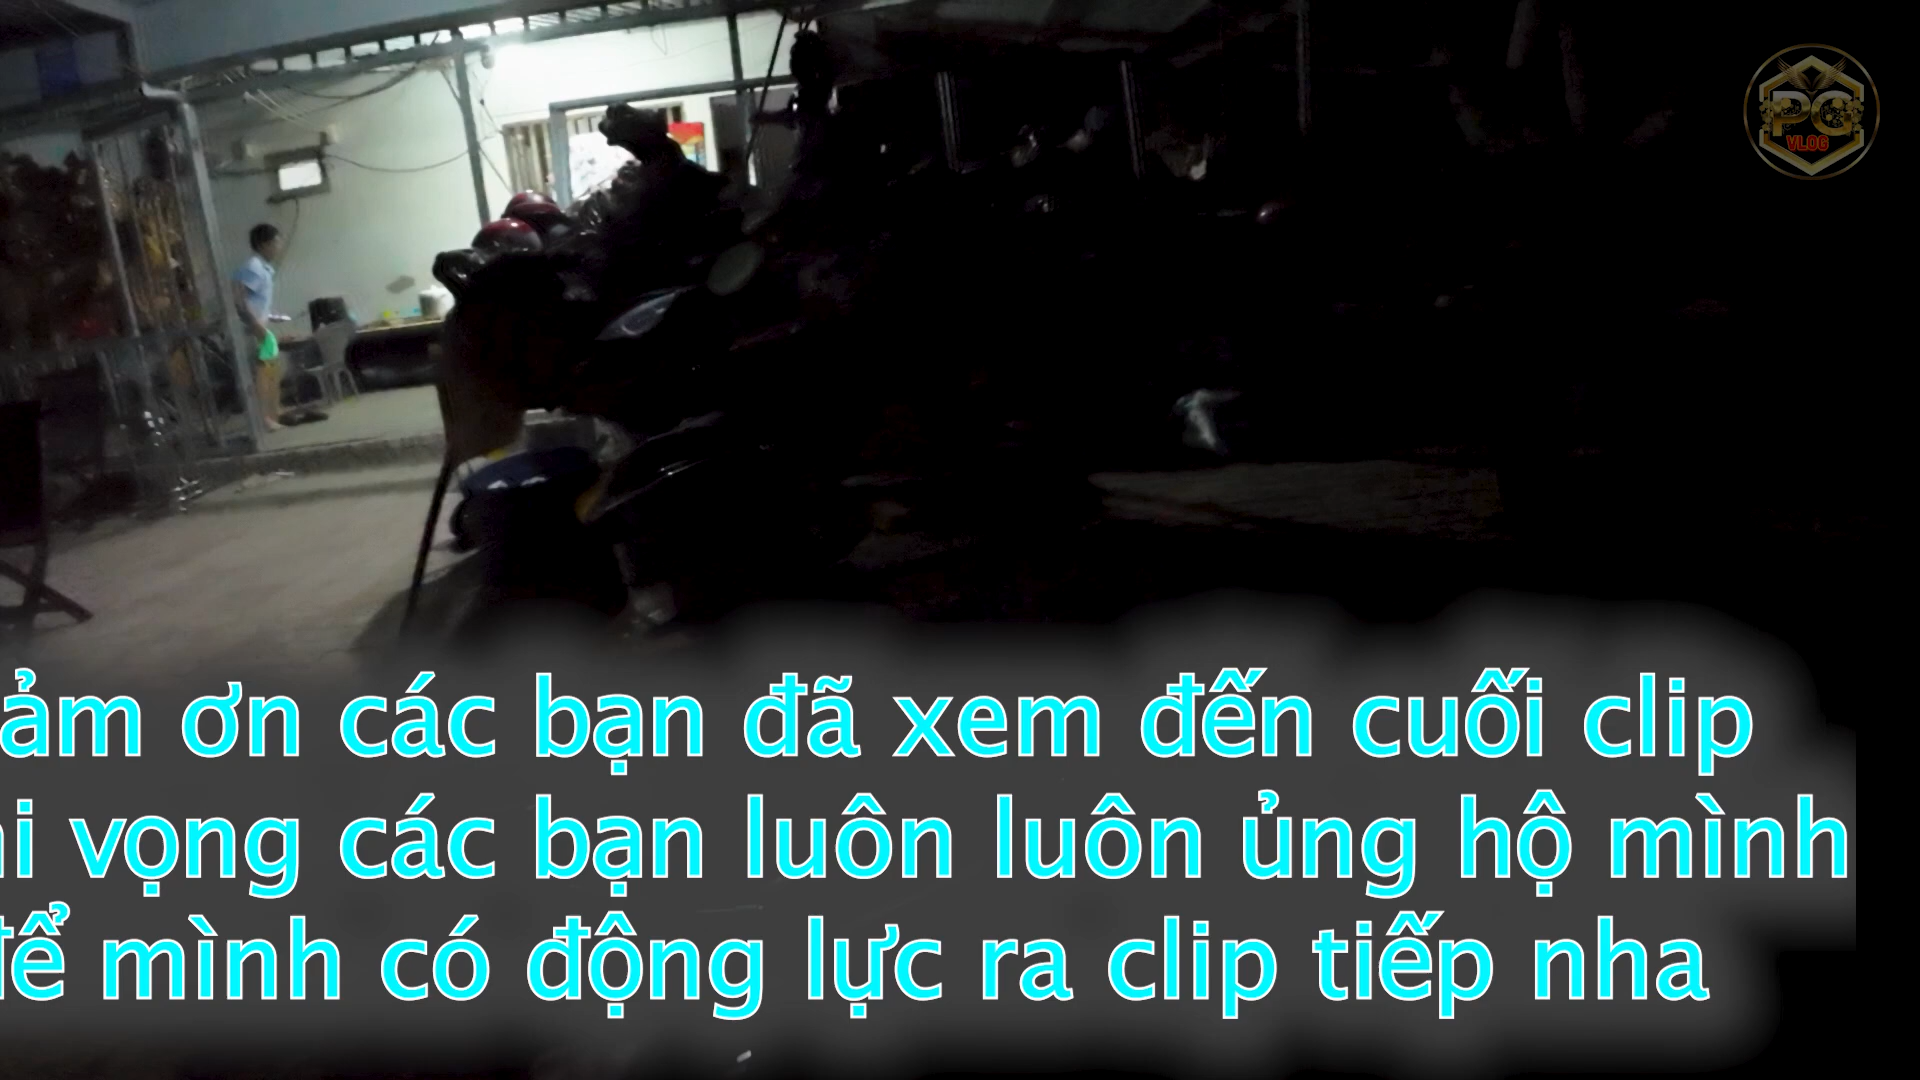 PG
VLOG
ảm ơn các bạn đã xem đến cuối clip
i vọng các bạn luôn luôn ủng hộ mình
ể mình có động lực ra clip tiếp nha